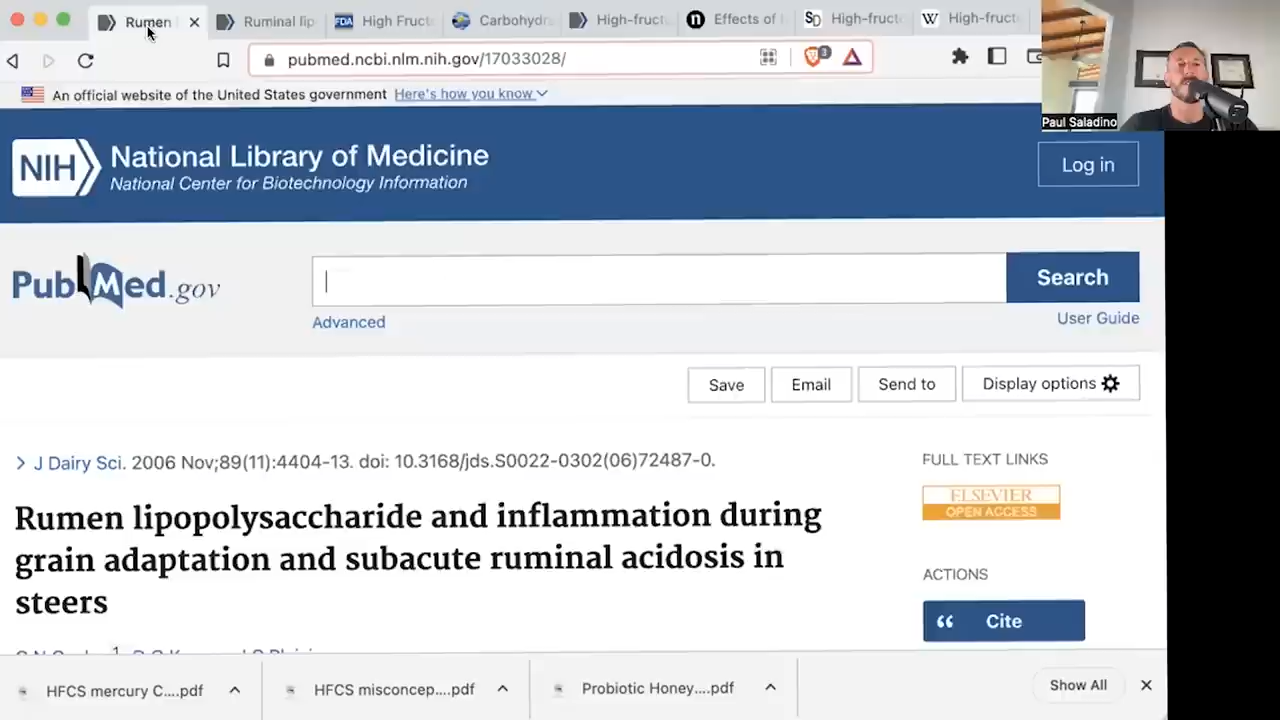 Rumen
Ruminal lip
FDA High Fruct
Carbohydr
High-fruct
Effects of
SD High-fruct
W High-fruct
pubmed.ncbi.nlm.nih.gov/17033028/
3
Paul Saladino
An official website of the United States government Here's how you know
NIH National Library of Medicine
National Center for Biotechnology Information
Log in
PubMed.gov
Search
Advanced
User Guide
Save Email Send to Display options
J Dairy Sci. 2006 Nov;89(11):4404-13. doi: 10.3168/jds.S0022-0302(06)72487-0.
FULL TEXT LINKS
ELSEVIER
OPEN ACCESS
Rumen lipopolysaccharide and inflammation during
grain adaptation and subacute ruminal acidosis in
steers
ACTIONS
“ Cite
HFCS mercury C....pdf
HFCS misconcep....pdf
Probiotic Honey....pdf
Show All